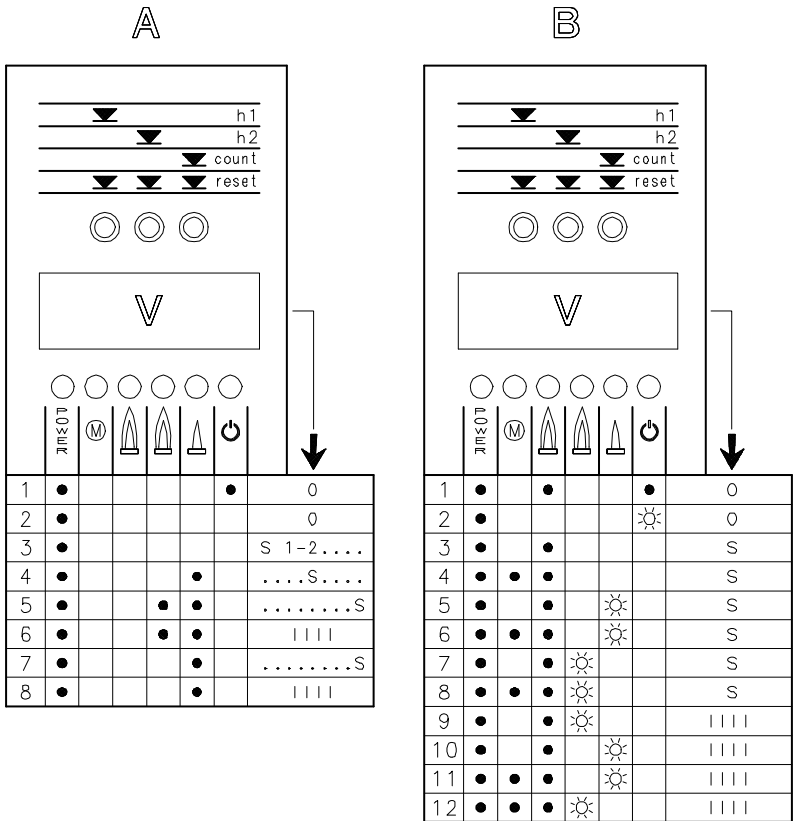 A B
h1
h2
count
reset
V
POWER M
1 0
2 0
3 S 1-2....
4 ....S....
5 ........S
6 IIII
7 ........S
8 IIII
h1
h2
count
reset
V
POWER M
1 0
2 0
3 S
4 S
5 S
6 S
7 S
8 S
9 IIII
10 IIII
11 IIII
12 IIII